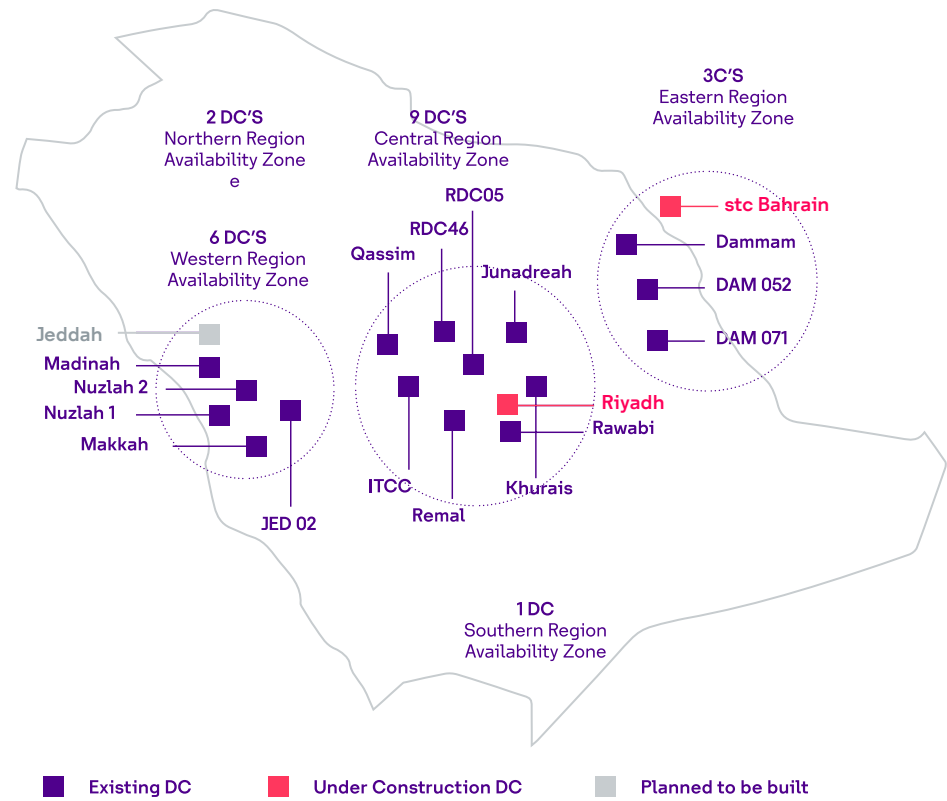 3C'S
Eastern Region
Availability Zone
2 DC'S
Northern Region
Availability Zone
e
9 DC'S
Central Region
Availability Zone
RDC05
stc Bahrain
RDC46
6 DC'S
Western Region
Availability Zone
Qassim
Junadreah
Dammam
DAM 052
Jeddah
DAM 071
Madinah
Nuzlah 2
Nuzlah 1
Riyadh
Rawabi
Makkah
ITCC
Khurais
Remal
JED 02
1 DC
Southern Region
Availability Zone
Existing DC
Under Construction DC
Planned to be built